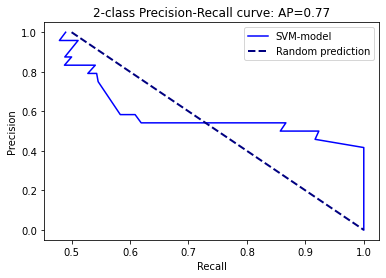 2-class Precision-Recall curve: AP=0.77
SVM-model
Random prediction
1.0
0.8
0.6
0.4
0.2
0.0
Precision
0.5
0.6
0.7
0.8
0.9
1.0
Recall